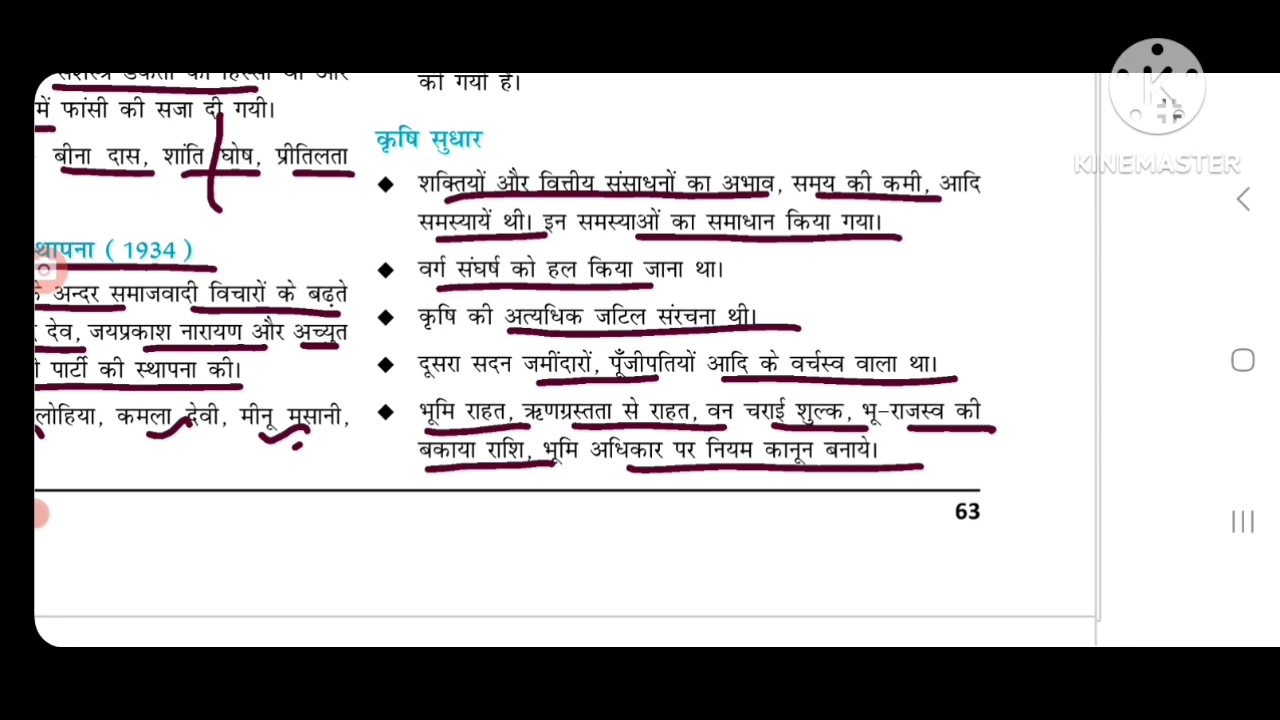 सशस्त्र डकैती का हिस्सा थी और
में फांसी की सजा दी गयी।
बीना दास, शांति घोष, प्रीतिलता
थापना ( 1934 )
के अन्दर समाजवादी विचारों के बढ़ते
देव, जयप्रकाश नारायण और अच्युत
पार्टी की स्थापना की।
लोहिया, कमला देवी, मीनू मसानी,
की गयी है।
कृषि सुधार
◆ शक्तियों और वित्तीय संसाधनों का अभाव, समय की कमी, आदि
समस्यायें थी। इन समस्याओं का समाधान किया गया।
◆ वर्ग संघर्ष को हल किया जाना था।
◆ कृषि की अत्यधिक जटिल संरचना थी।
◆ दूसरा सदन जमींदारों, पूँजीपतियों आदि के वर्चस्व वाला था।
◆ भूमि राहत, ऋणग्रस्तता से राहत, वन चराई शुल्क, भू-राजस्व की
बकाया राशि, भूमि अधिकार पर नियम कानून बनाये।
63
KINEMASTER